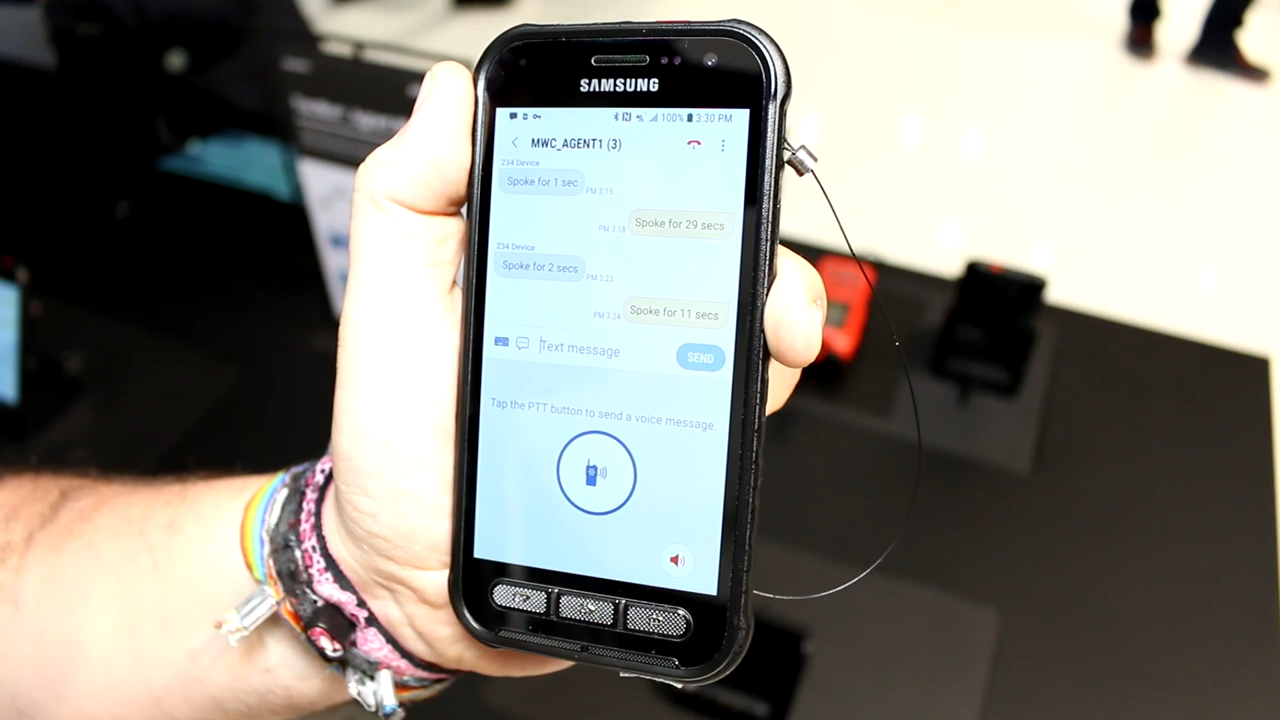 SAMSUNG
100% 3:30 PM
MWC_AGENT1 (3)
234 Device
Spoke for 1 sec
PM 3:15
PM 3:18
Spoke for 29 secs
234 Device
Spoke for 2 secs
PM 3:23
PM 3:24
Spoke for 11 secs
Text message
SEND
Tap the PTT button to send a voice message.